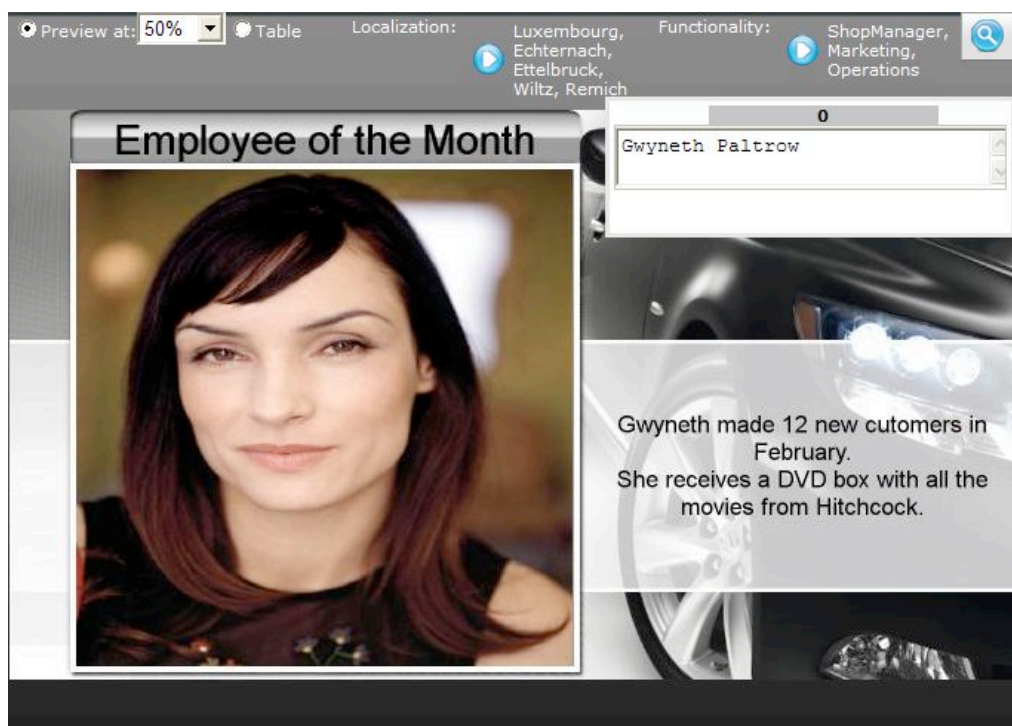 Preview at: 50% Table
Localization:
Luxembourg,
Echternach,
Ettelbruck,
Wiltz, Remich
Functionality:
ShopManager,
Marketing,
Operations
0
Gwyneth Paltrow
Employee of the Month
Gwyneth made 12 new cutomers in
February.
She receives a DVD box with all the
movies from Hitchcock.